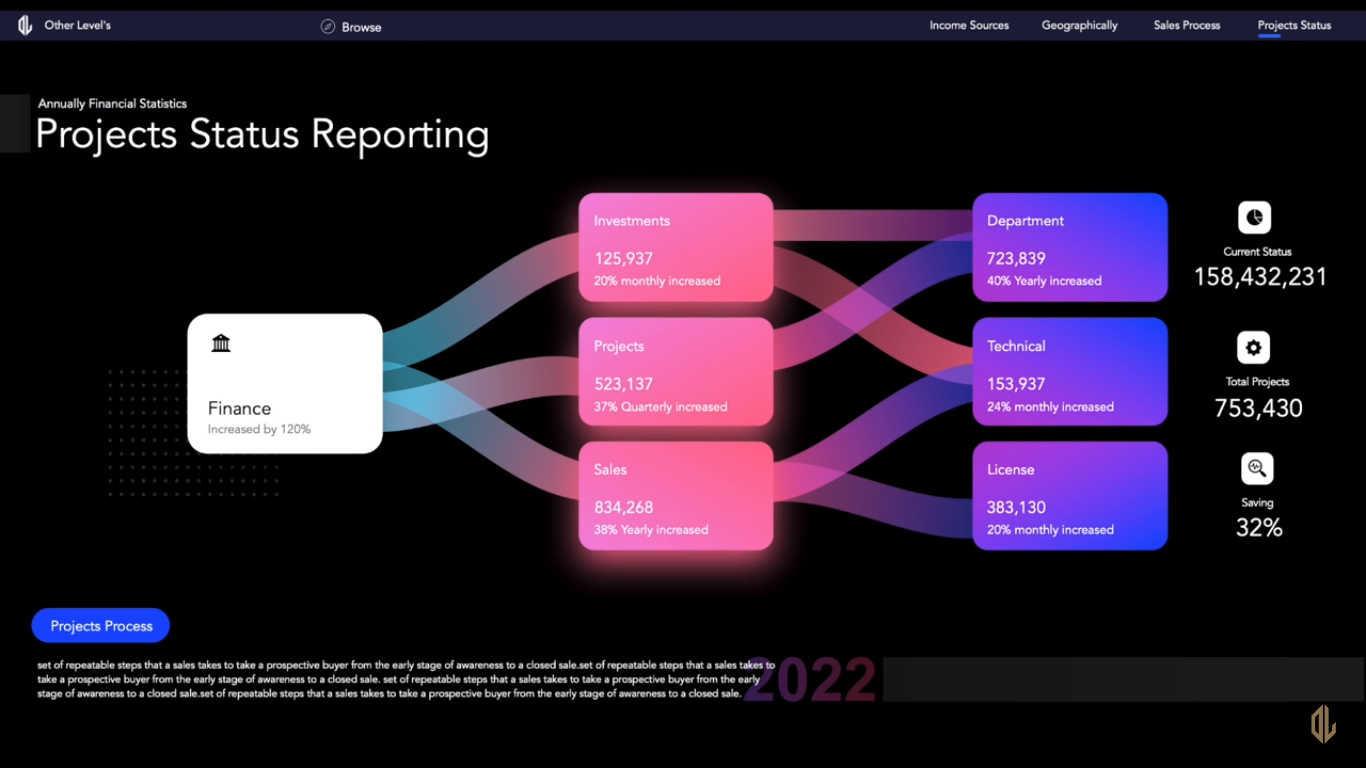 Other Level's
Browse
Income Sources
Geographically
Sales Process
Projects Status
Annually Financial Statistics
Projects Status Reporting
Finance
Increased by 120%
Investments
125,937
20% monthly increased
Projects
523,137
37% Quarterly increased
Sales
834,268
38% Yearly increased
Department
723,839
40% Yearly increased
Technical
153,937
24% monthly increased
License
383,130
20% monthly increased
Current Status
158,432,231
Total Projects
753,430
Saving
32%
Projects Process
set of repeatable steps that a sales takes to take a prospective buyer from the early stage of awareness to a closed sale.set of repeatable steps that a sales takes to
take a prospective buyer from the early stage of awareness to a closed sale. set of repeatable steps that a sales takes to take a prospective buyer from the early
stage of awareness to a closed sale.set of repeatable steps that a sales takes to take a prospective buyer from the early stage of awareness to a closed sale.
2022